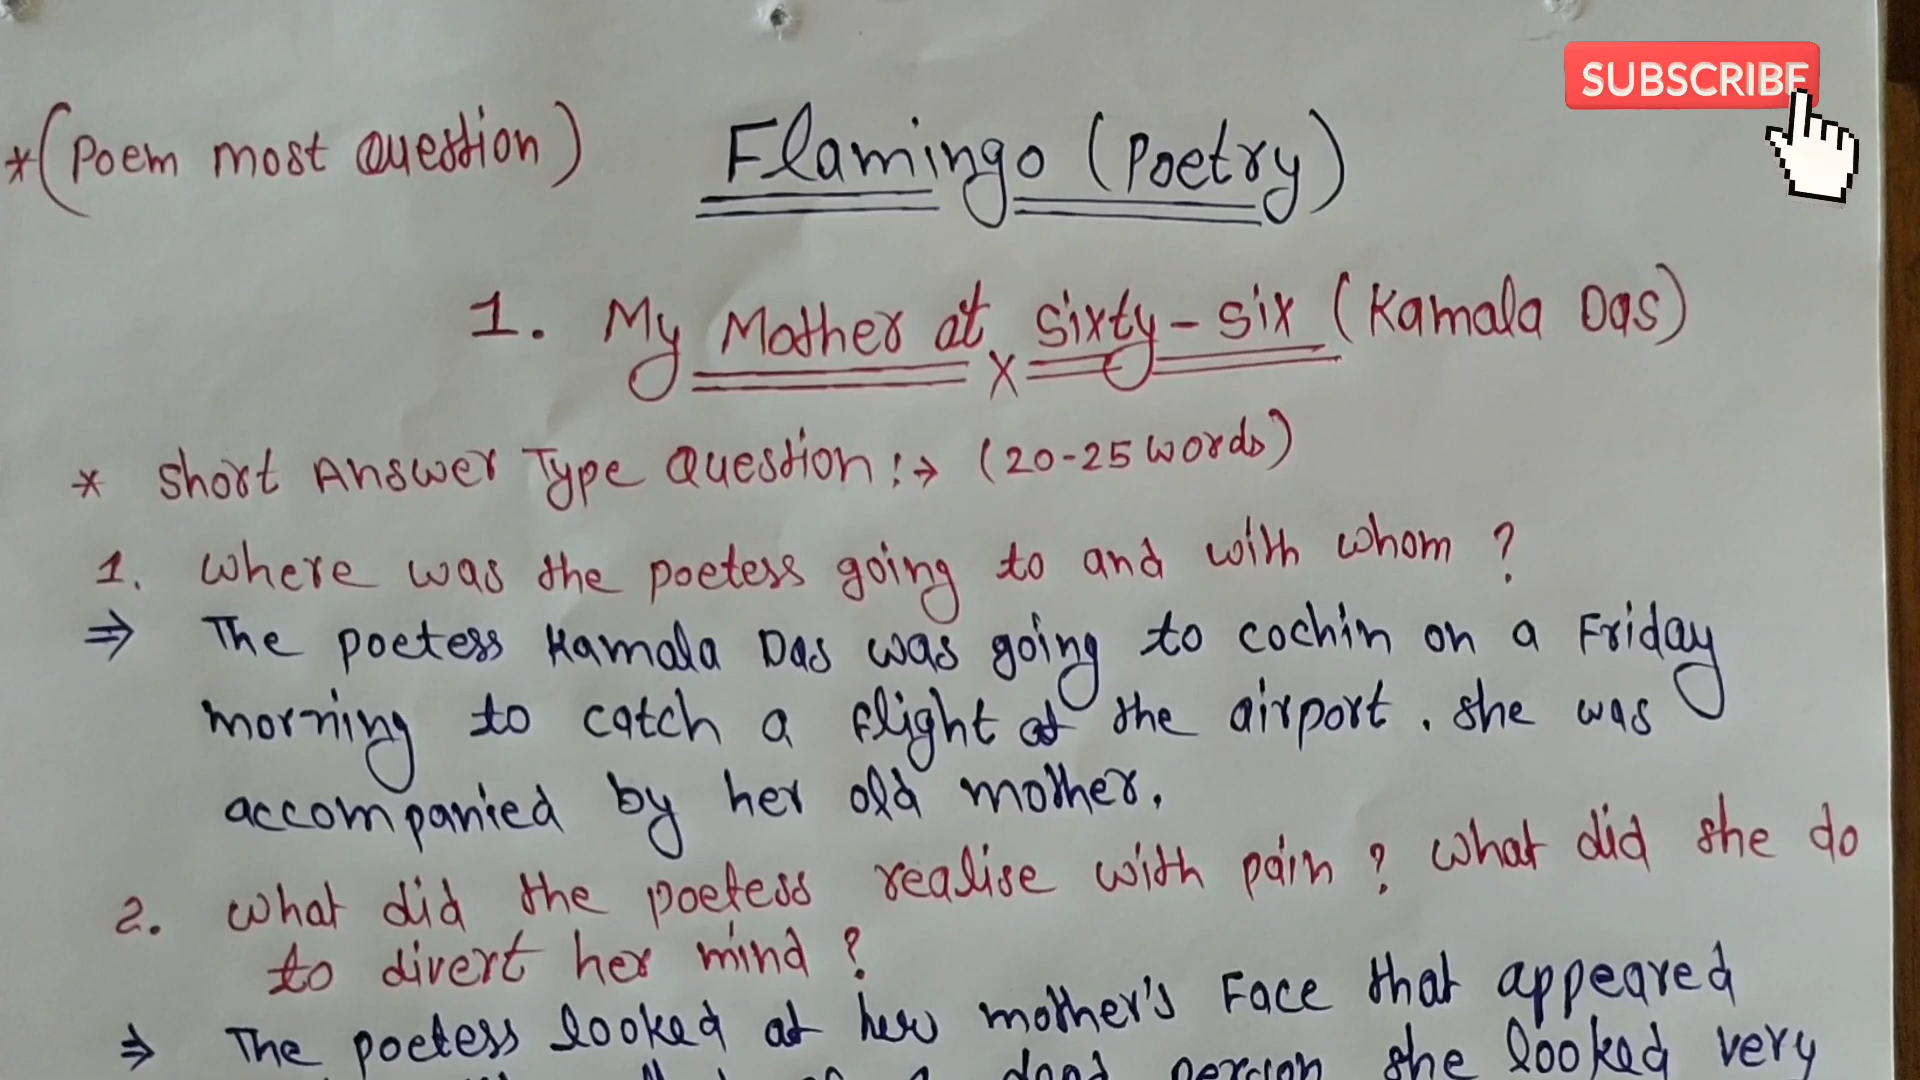 SUBSCRIBE
*(Poem most Question) Flamingo (Poetry)
1. My Mother at Sixty-six (Kamala Das)
* Short Answer Type Question :→ (20-25 words)
1. Where was the poetess going to and with whom ?
⇒ The poetess Kamala Das was going to cochin on a Friday
morning to catch a flight at the airport. she was
accompanied by her old mother.
2. What did the poetess realise with pain ? What did she do
to divert her mind ?
⇒ The poetess looked at her mother's Face that appeared
a dead person she looked very